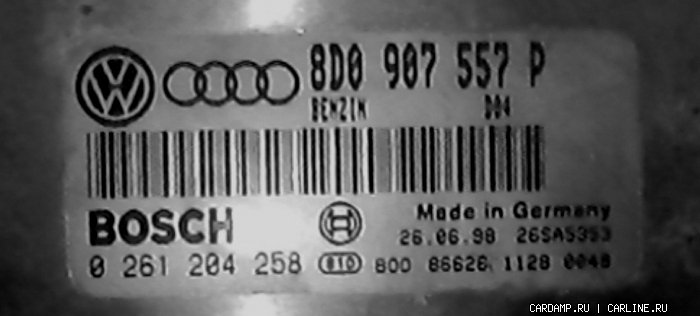 8D0 907 557 P
BENZIN D04
BOSCH
Made in Germany
26.06.98 26SA5353
0 261 204 258 010 800 86626 1128 0048
CARDAMP.RU | CARLINE.RU